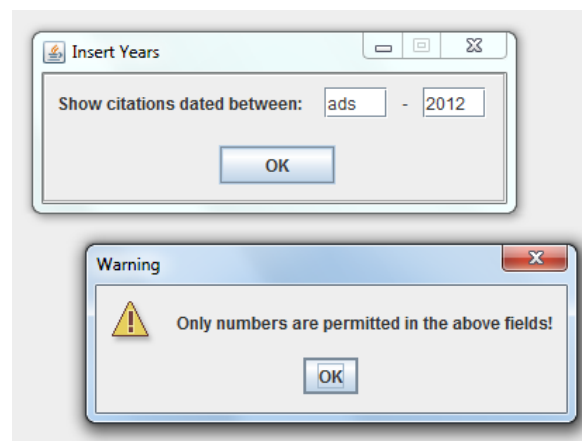 Insert Years
Show citations dated between: ads - 2012
OK
Warning
Only numbers are permitted in the above fields!
OK